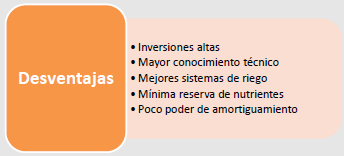 Desventajas
• Inversiones altas
• Mayor conocimiento técnico
• Mejores sistemas de riego
• Mínima reserva de nutrientes
• Poco poder de amortiguamiento